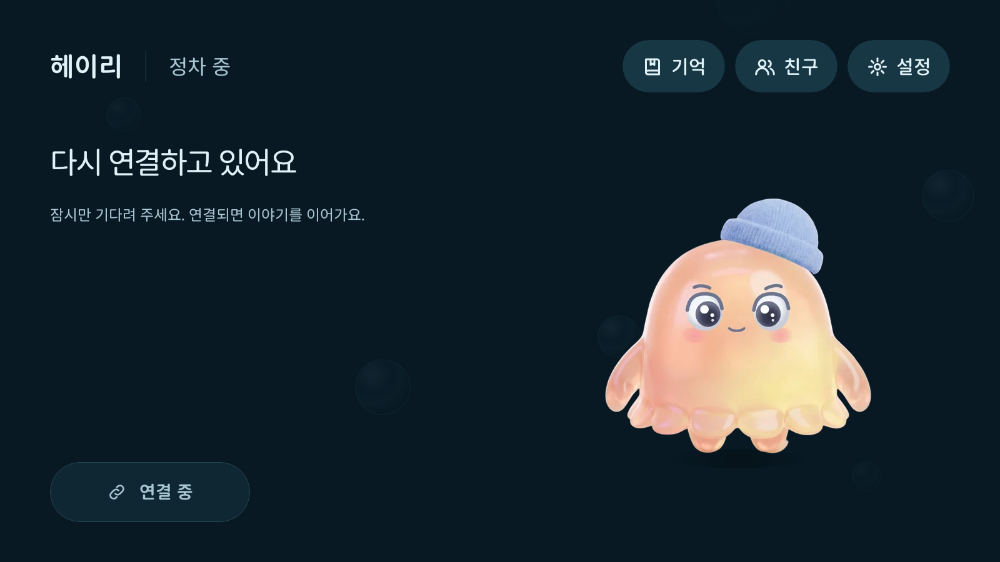 헤이리
정차 중
기억
친구
설정
다시 연결하고 있어요
잠시만 기다려 주세요. 연결되면 이야기를 이어가요.
연결 중